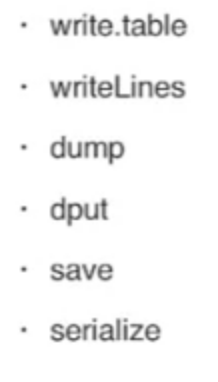 · write.table
· writeLines
· dump
· dput
· save
· serialize